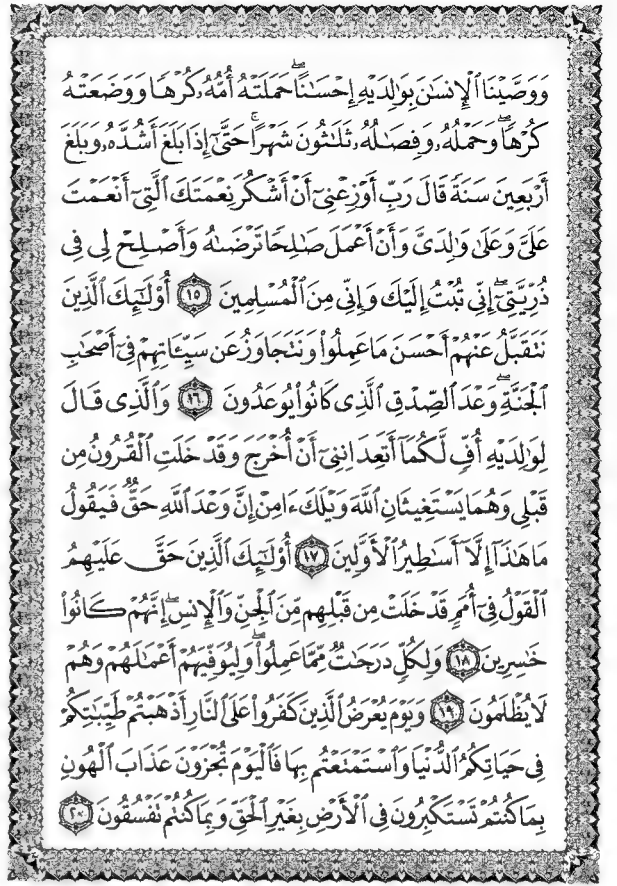 وَوَصَّيْنَا ٱلْإِنسَٰنَ بِوَٰلِدَيْهِ إِحْسَٰنًاۖ حَمَلَتْهُ أُمُّهُۥ كُرْهًا وَوَضَعَتْهُ
كُرْهًاۖ وَحَمْلُهُۥ وَفِصَٰلُهُۥ ثَلَٰثُونَ شَهْرًاۚ حَتَّىٰٓ إِذَا بَلَغَ أَشُدَّهُۥ وَبَلَغَ
أَرْبَعِينَ سَنَةً قَالَ رَبِّ أَوْزِعْنِىٓ أَنْ أَشْكُرَ نِعْمَتَكَ ٱلَّتِىٓ أَنْعَمْتَ
عَلَىَّ وَعَلَىٰ وَٰلِدَىَّ وَأَنْ أَعْمَلَ صَٰلِحًا تَرْضَىٰهُ وَأَصْلِحْ لِى فِى
ذُرِّيَّتِىٓۖ إِنِّى تُبْتُ إِلَيْكَ وَإِنِّى مِنَ ٱلْمُسْلِمِينَ ١٥ أُو۟لَٰٓئِكَ ٱلَّذِينَ
نَتَقَبَّلُ عَنْهُمْ أَحْسَنَ مَا عَمِلُوا۟ وَنَتَجَاوَزُ عَن سَيِّـَٔاتِهِمْ فِىٓ أَصْحَٰبِ
ٱلْجَنَّةِۖ وَعْدَ ٱلصِّدْقِ ٱلَّذِى كَانُوا۟ يُوعَدُونَ ١٦ وَٱلَّذِى قَالَ
لِوَٰلِدَيْهِ أُفٍّ لَّكُمَآ أَتَعِدَانِنِىٓ أَنْ أُخْرَجَ وَقَدْ خَلَتِ ٱلْقُرُونُ مِن
قَبْلِى وَهُمَا يَسْتَغِيثَانِ ٱللَّهَ وَيْلَكَ ءَامِنْ إِنَّ وَعْدَ ٱللَّهِ حَقٌّ فَيَقُولُ
مَا هَٰذَآ إِلَّآ أَسَٰطِيرُ ٱلْأَوَّلِينَ ١٧ أُو۟لَٰٓئِكَ ٱلَّذِينَ حَقَّ عَلَيْهِمُ
ٱلْقَوْلُ فِىٓ أُمَمٍ قَدْ خَلَتْ مِن قَبْلِهِم مِّنَ ٱلْجِنِّ وَٱلْإِنسِۖ إِنَّهُمْ كَانُوا۟
خَٰسِرِينَ ١٨ وَلِكُلٍّ دَرَجَٰتٌ مِّمَّا عَمِلُوا۟ۖ وَلِيُوَفِّيَهُمْ أَعْمَٰلَهُمْ وَهُمْ
لَا يُظْلَمُونَ ١٩ وَيَوْمَ يُعْرَضُ ٱلَّذِينَ كَفَرُوا۟ عَلَى ٱلنَّارِ أَذْهَبْتُمْ طَيِّبَٰتِكُمْ
فِى حَيَاتِكُمُ ٱلدُّنْيَا وَٱسْتَمْتَعْتُم بِهَا فَٱلْيَوْمَ تُجْزَوْنَ عَذَابَ ٱلْهُونِ
بِمَا كُنتُمْ تَسْتَكْبِرُونَ فِى ٱلْأَرْضِ بِغَيْرِ ٱلْحَقِّ وَبِمَا كُنتُمْ تَفْسُقُونَ ٢٠